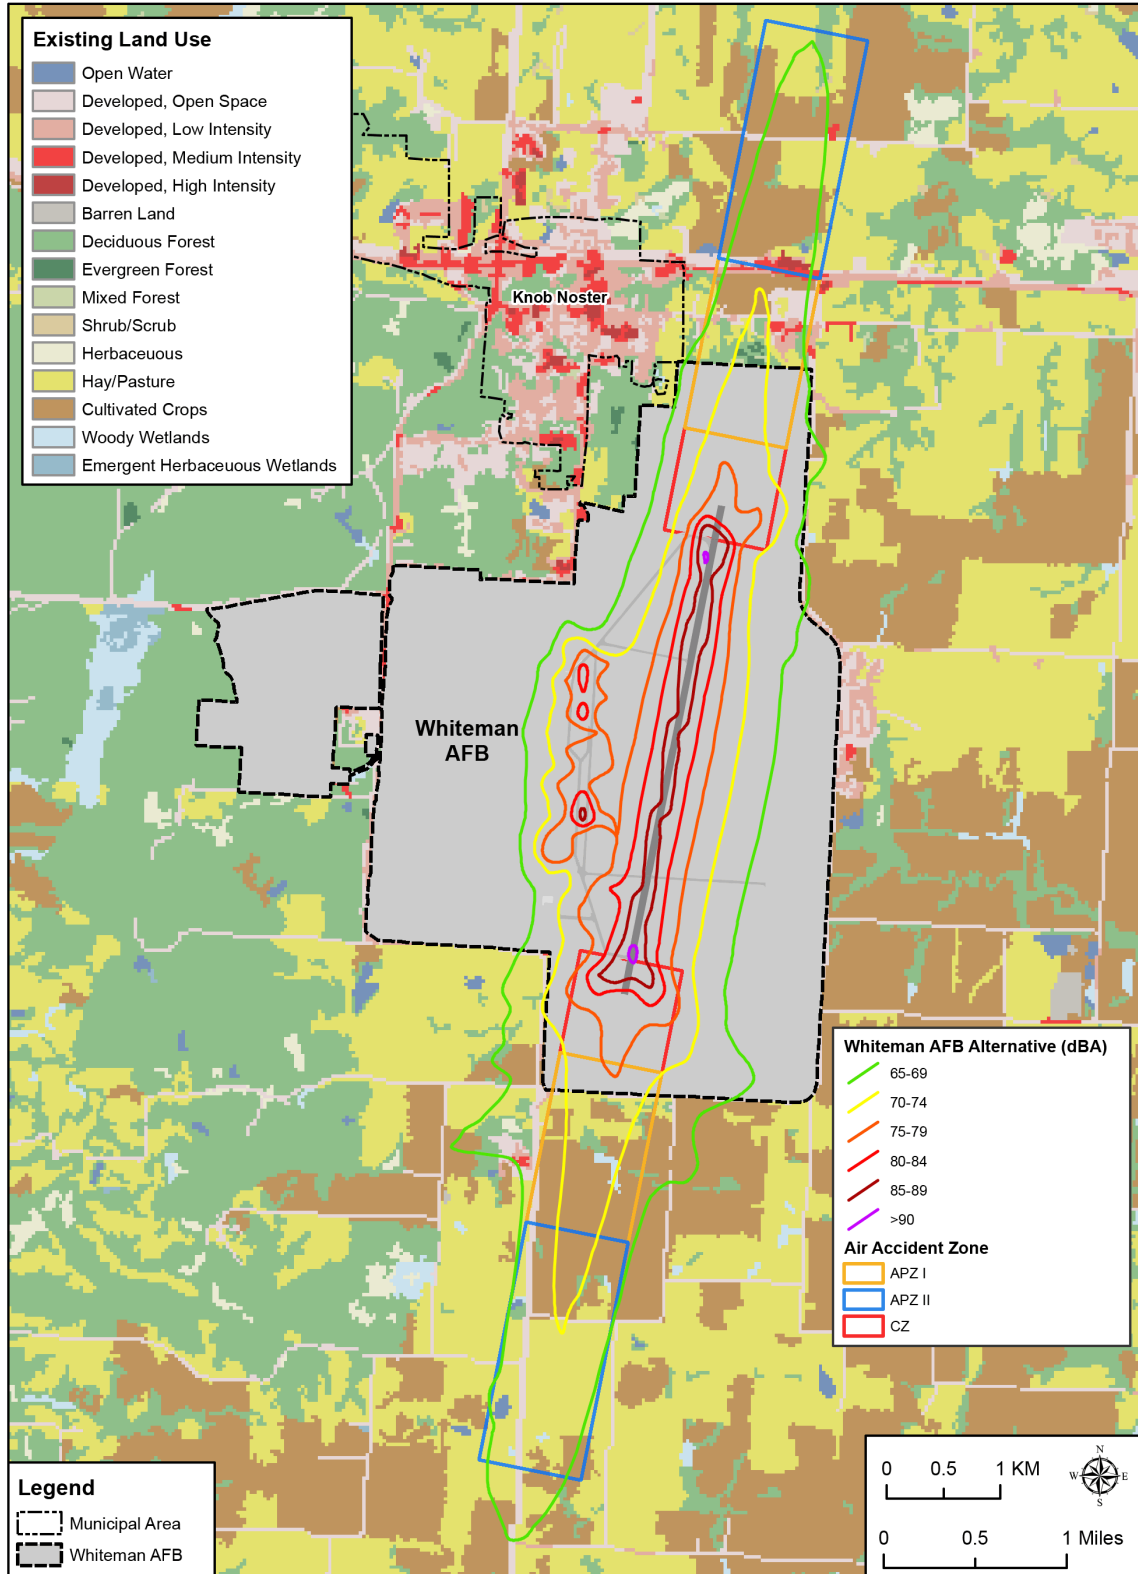 Existing Land Use
Open Water
Developed, Open Space
Developed, Low Intensity
Developed, Medium Intensity
Developed, High Intensity
Barren Land
Deciduous Forest
Evergreen Forest
Mixed Forest
Shrub/Scrub
Herbaceuous
Hay/Pasture
Cultivated Crops
Woody Wetlands
Emergent Herbaceuous Wetlands
Knob Noster
Whiteman
AFB
Whiteman AFB Alternative (dBA)
65-69
70-74
75-79
80-84
85-89
>90
Air Accident Zone
APZ I
APZ II
CZ
Legend
Municipal Area
Whiteman AFB
0 0.5 1 KM
N
W E
S
0 0.5 1 Miles